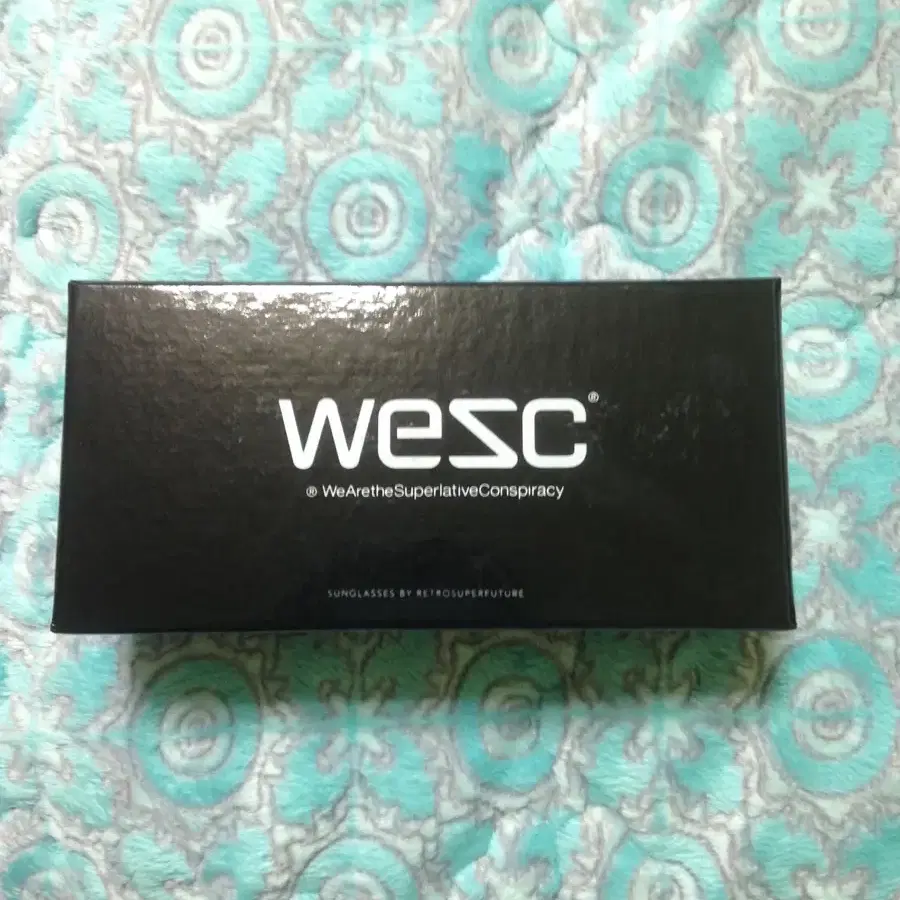 wesc®
® WeAretheSuperlativeConspiracy
SUNGLASSES BY RETROSUPERFUTURE